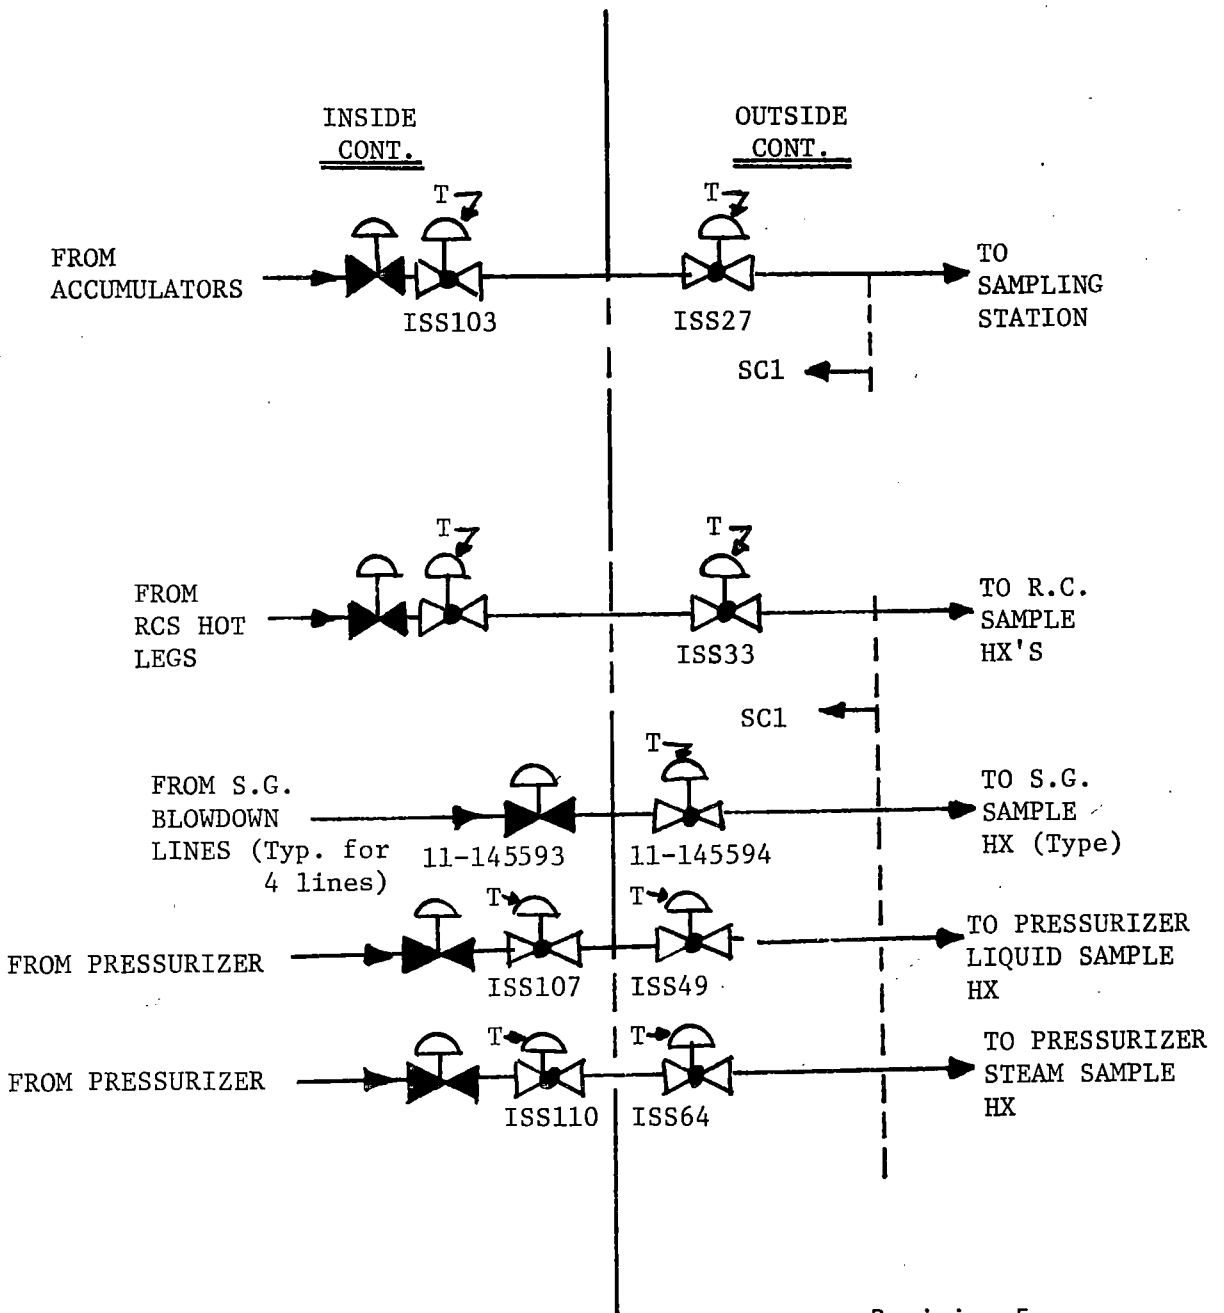 INSIDE
CONT.
OUTSIDE
CONT.
T
T
FROM
ACCUMULATORS
ISS103
ISS27
TO
SAMPLING
STATION
SC1
T
T
FROM
RCS HOT
LEGS
ISS33
TO R.C.
SAMPLE
HX'S
SC1
T
FROM S.G.
BLOWDOWN
LINES (Typ. for
4 lines)
11-145593
11-145594
TO S.G.
SAMPLE
HX (Type)
T
T
FROM PRESSURIZER
ISS107
ISS49
TO PRESSURIZER
LIQUID SAMPLE
HX
T
T
FROM PRESSURIZER
ISS110
ISS64
TO PRESSURIZER
STEAM SAMPLE
HX